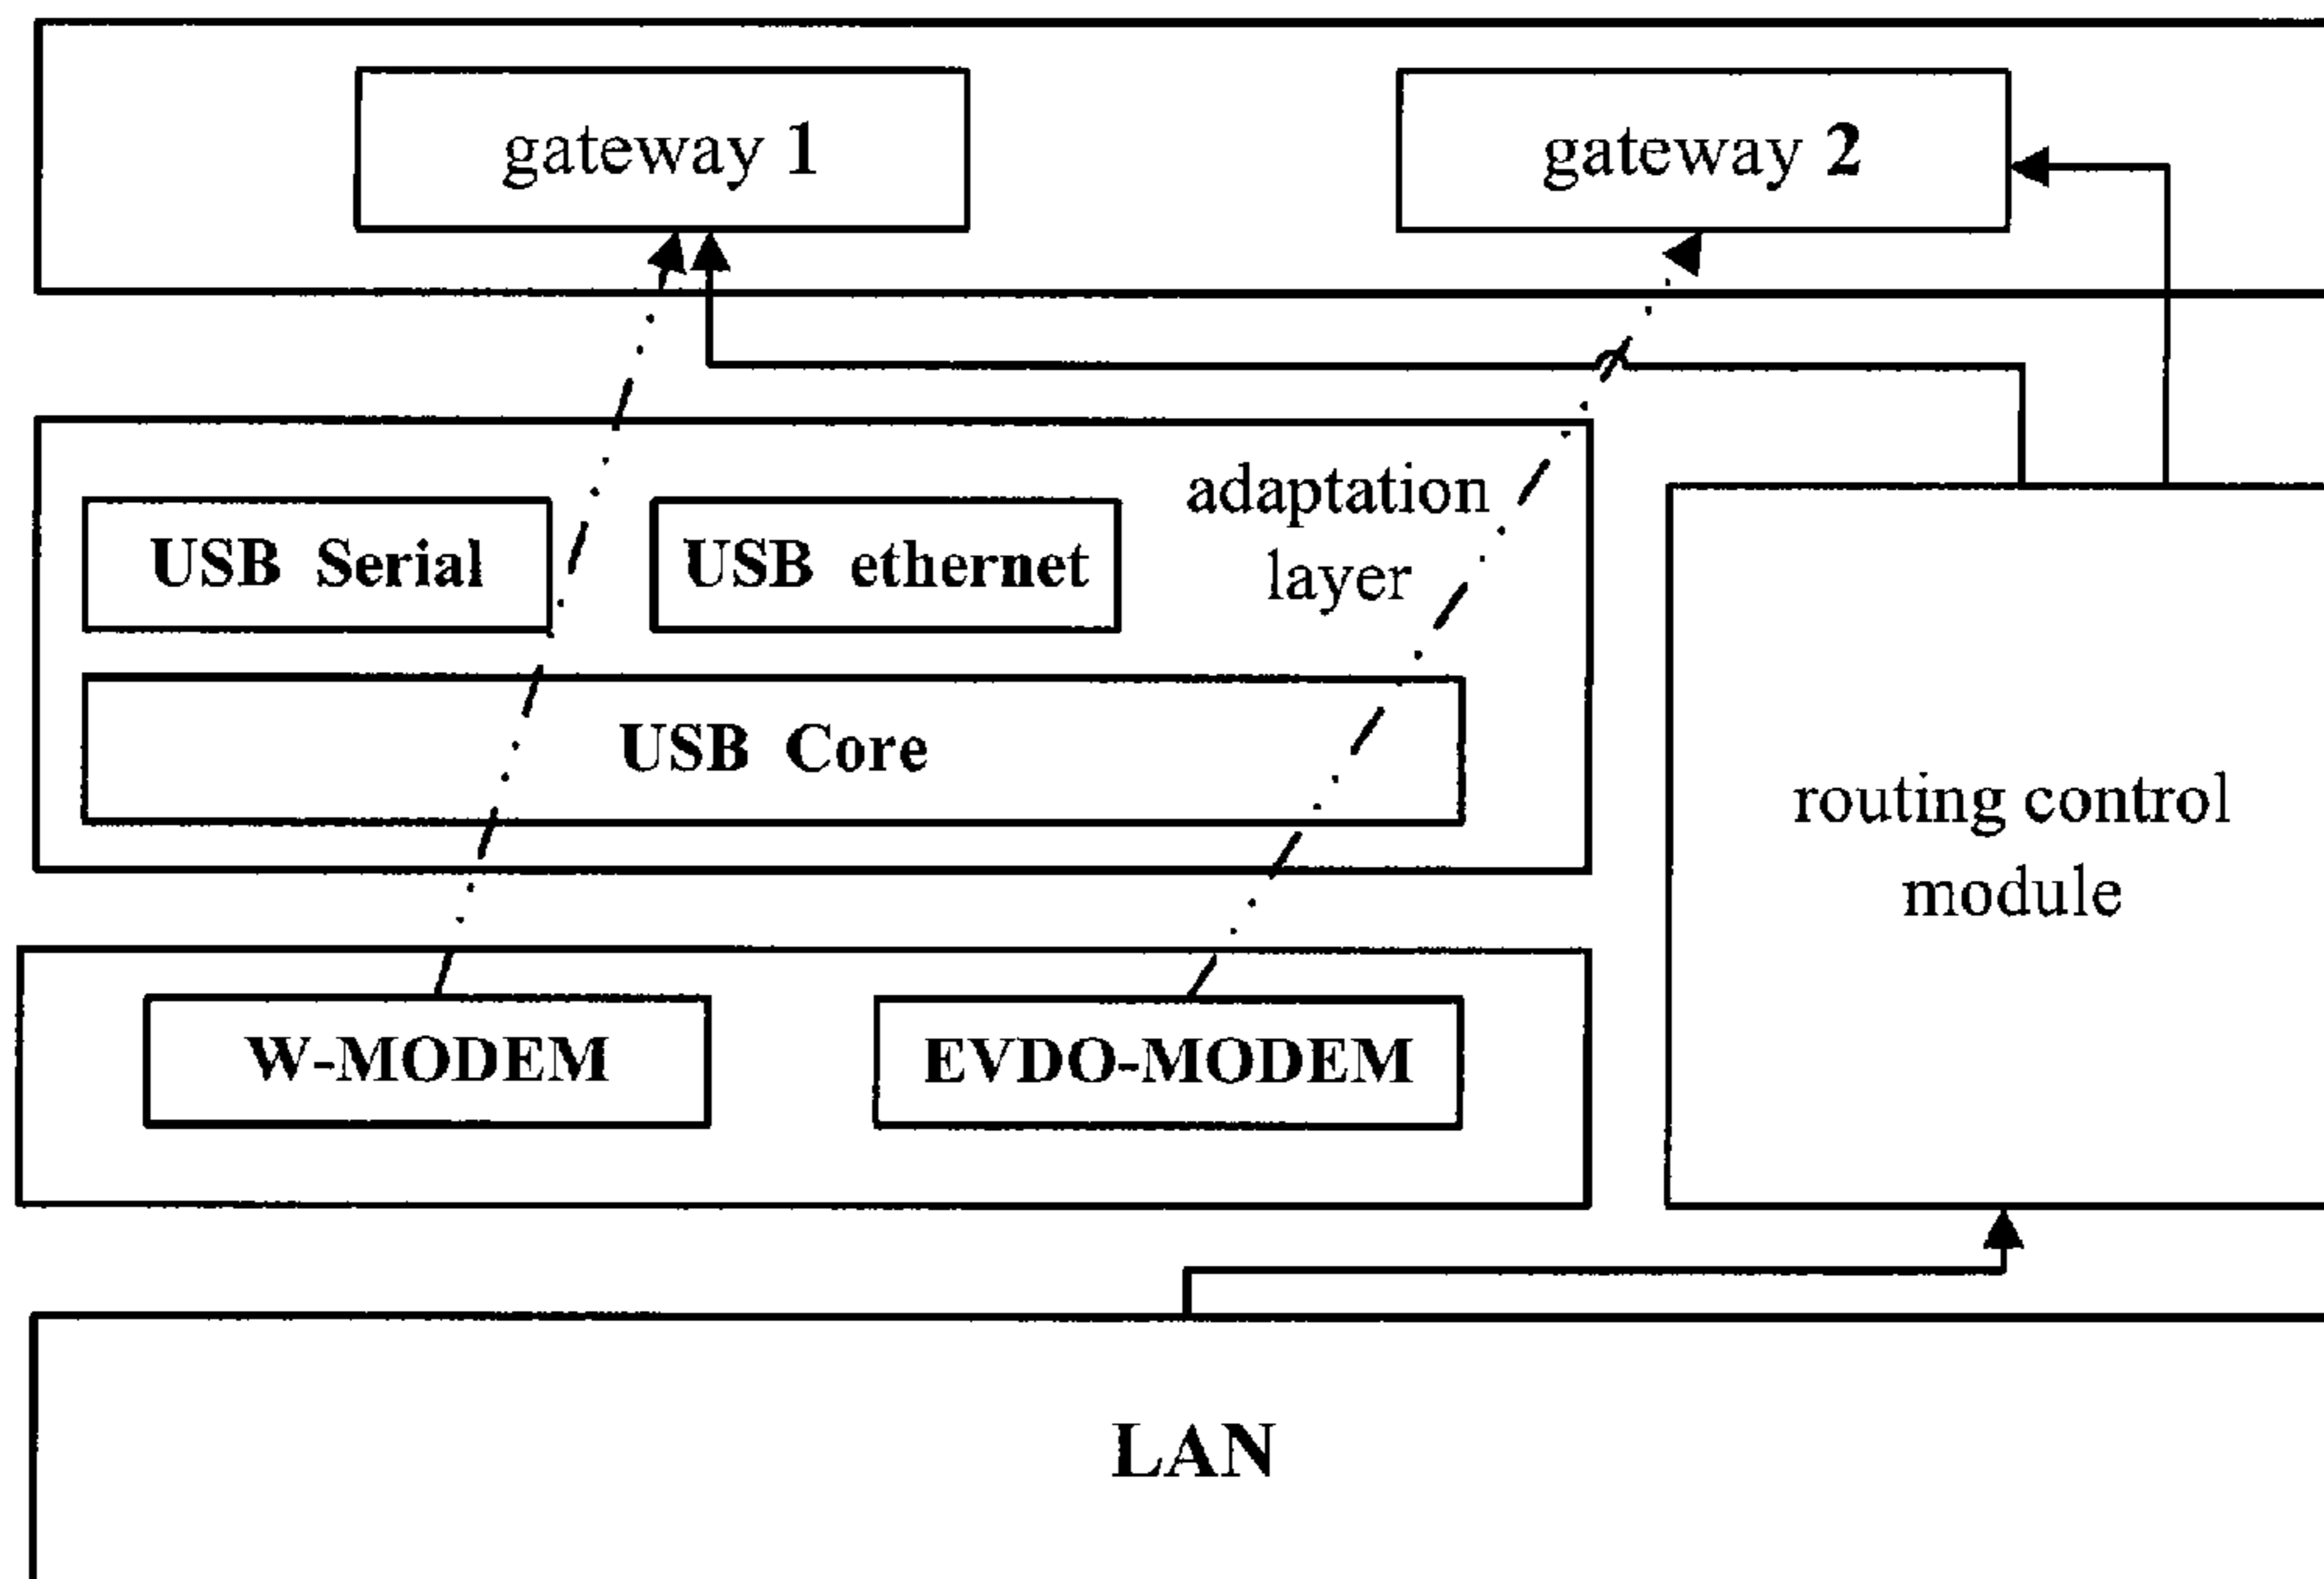 gateway 1
gateway 2
adaptation
layer
USB Serial
USB ethernet
USB Core
routing control
module
W-MODEM
EVDO-MODEM
LAN